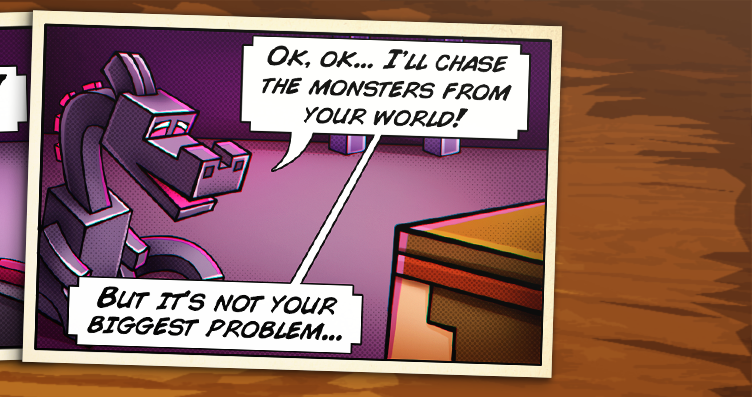 OK, OK... I'LL CHASE
THE MONSTERS FROM
YOUR WORLD!
BUT IT'S NOT YOUR
BIGGEST PROBLEM...